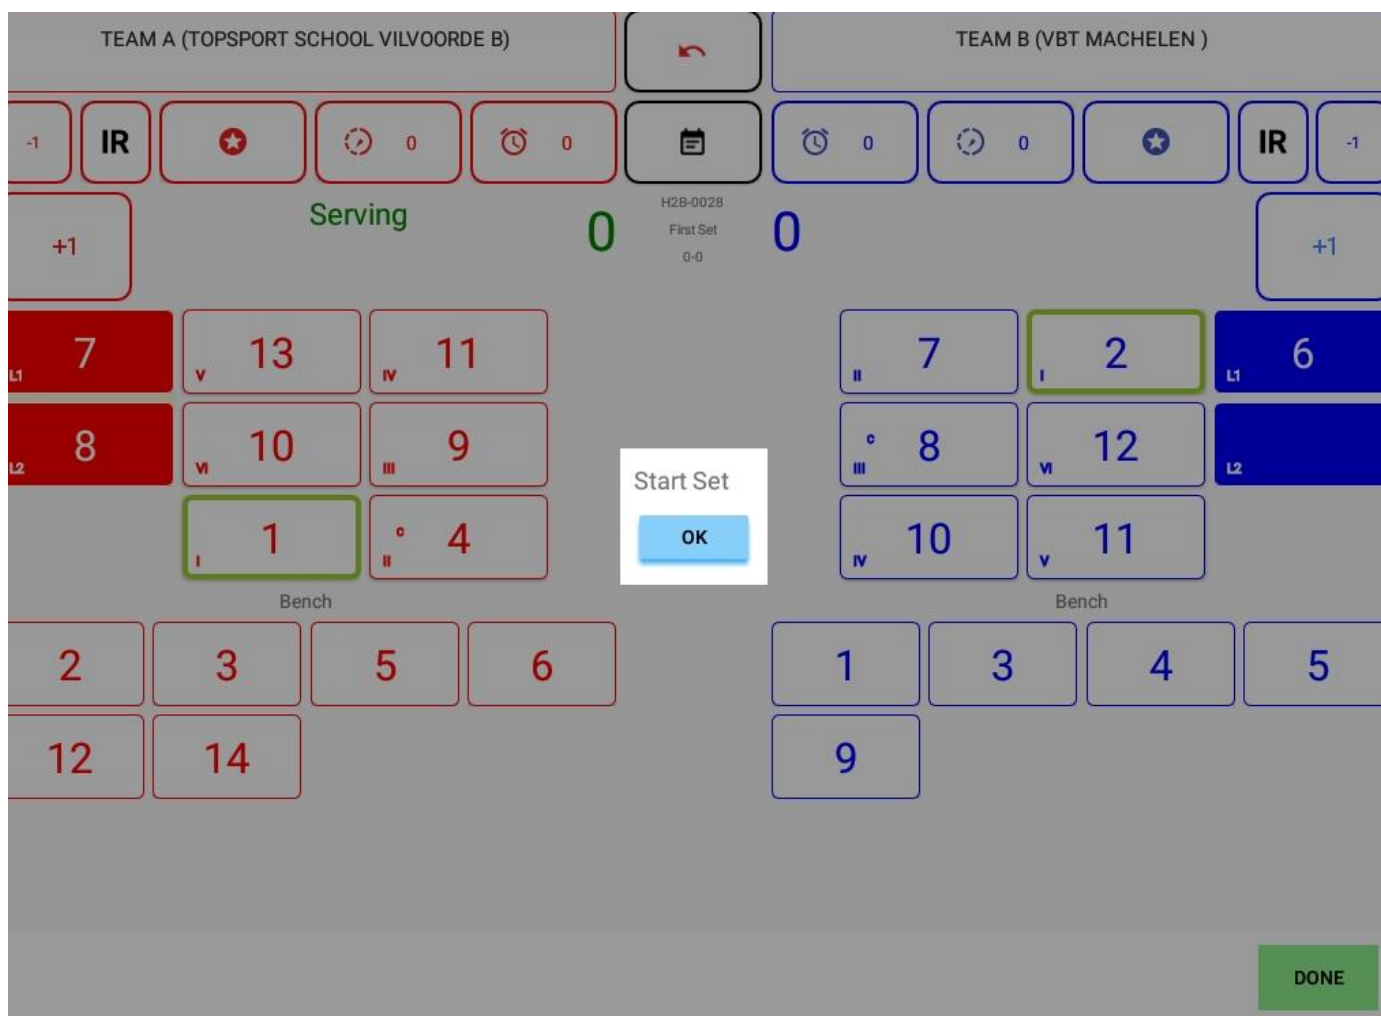 TEAM A (TOPSPORT SCHOOL VILVOORDE B)
TEAM B (VBT MACHELEN )
-1 IR 0 0
0 0 IR -1
+1 Serving 0
H2B-0028
First Set
0-0
0 +1
L1 7 V 13 IV 11
II 7 I 2 L1 6
L2 8 VI 10 III 9
C III 8 VI 12 L2
I 1 C II 4
IV 10 V 11
Start Set
OK
Bench
Bench
2 3 5 6
1 3 4 5
12 14
9
DONE